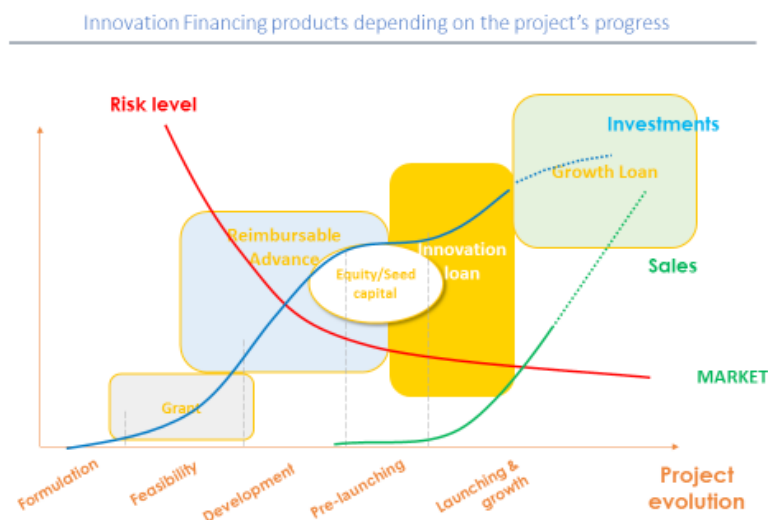 Innovation Financing products depending on the project's progress
Risk level
Investments
Growth Loan
Reimbursable
Advance
Innovation
loan
Equity/Seed
capital
Sales
MARKET
Grant
Formulation
Feasibility
Development
Pre-launching
Launching &
growth
Project
evolution